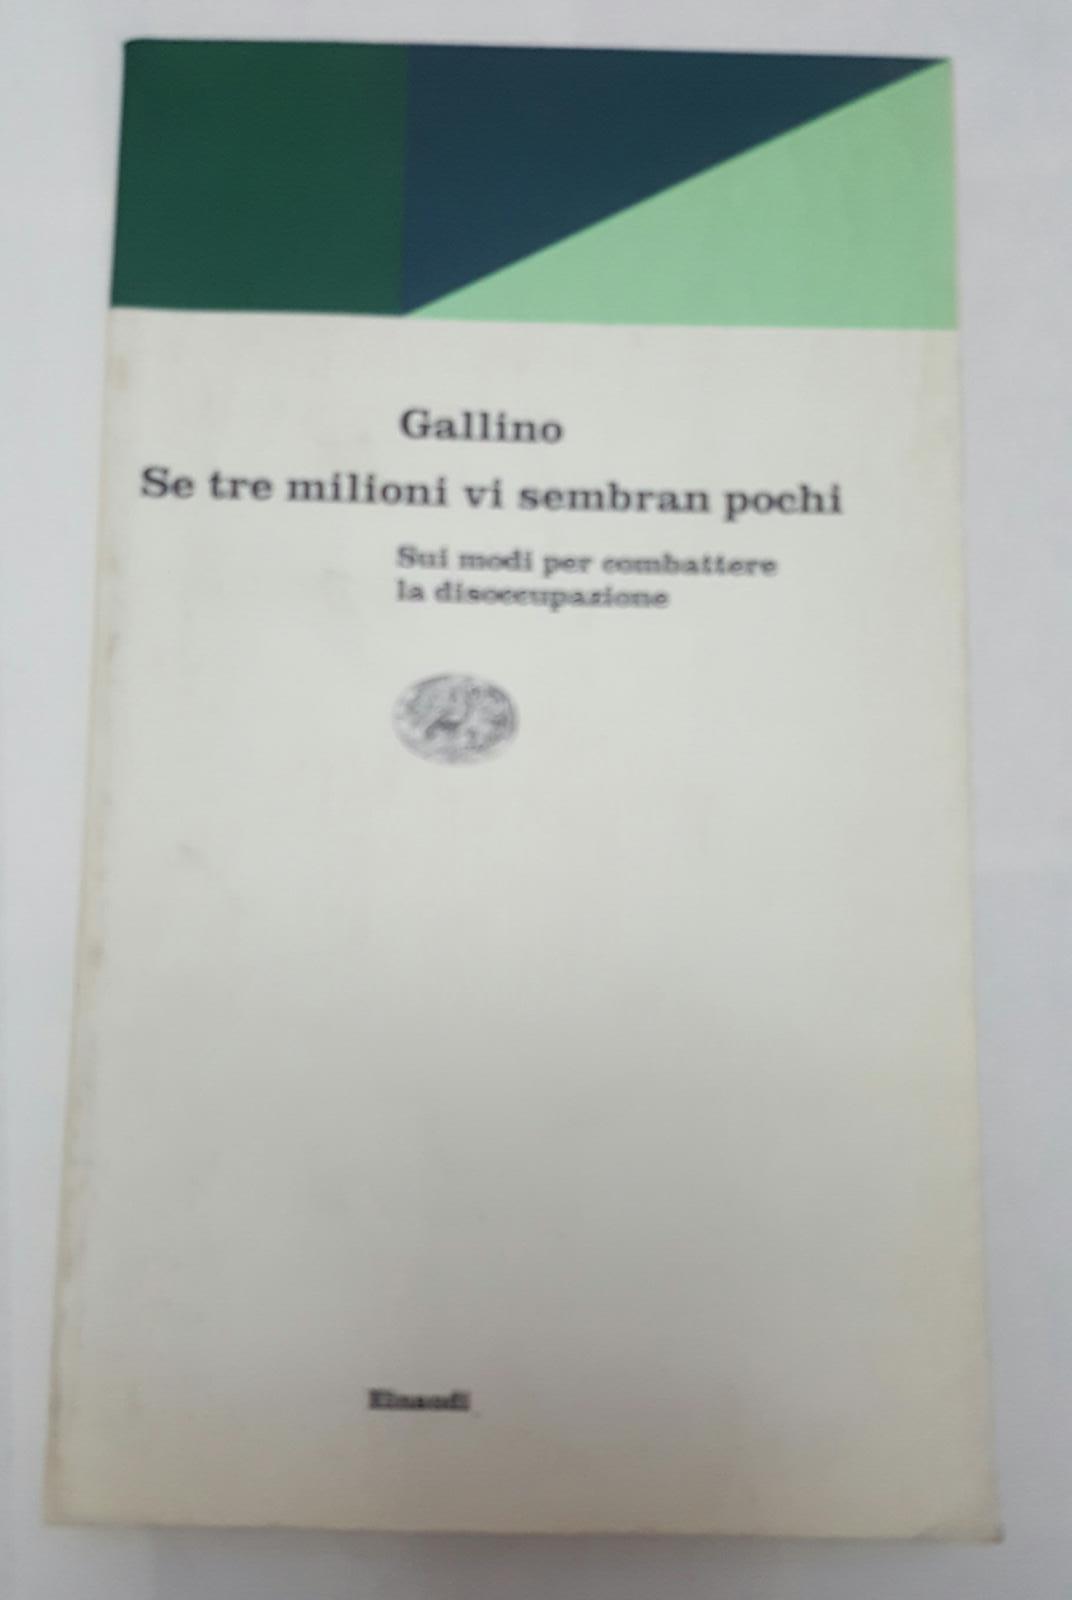 Gallino
Se tre milioni vi sembran pochi
Sui modi per combattere
la disoccupazione
Einaudi